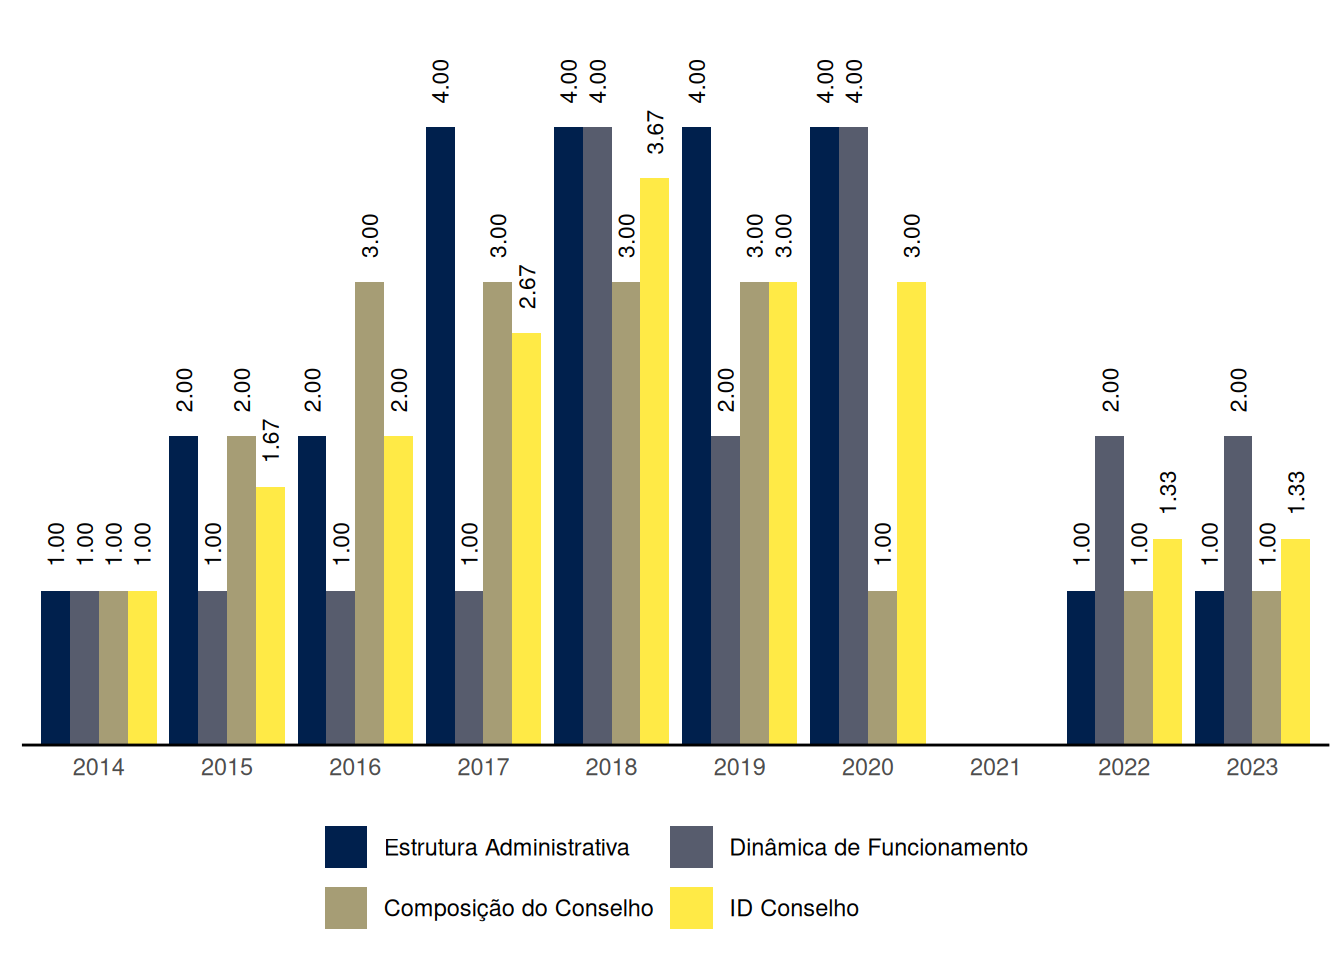 4.00 4.00 4.00 4.00 4.00 4.00
3.67
3.00 3.00 3.00 3.00 3.00 3.00
2.67
2.00 2.00 2.00 2.00 2.00 2.00 2.00
1.67
1.33 1.33
1.00 1.00 1.00 1.00 1.00 1.00 1.00 1.00 1.00 1.00 1.00 1.00
2014 2015 2016 2017 2018 2019 2020 2021 2022 2023
Estrutura Administrativa Dinâmica de Funcionamento
Composição do Conselho ID Conselho